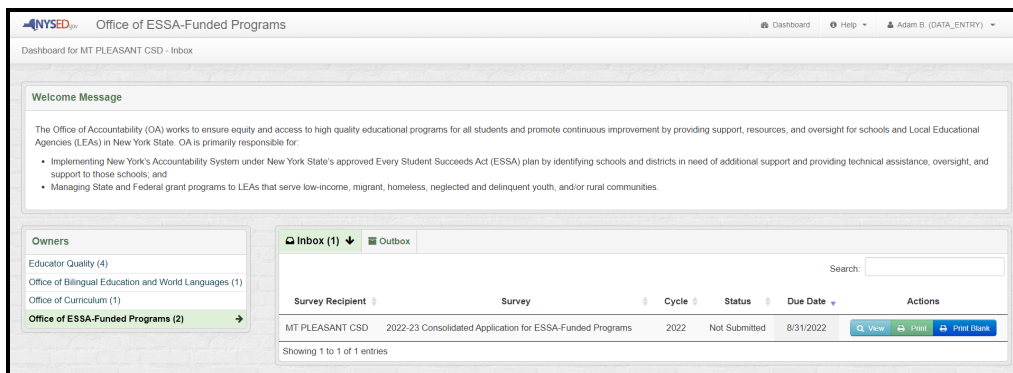 NYSED.gov Office of ESSA-Funded Programs Dashboard Help Adam B. (DATA_ENTRY)
Dashboard for MT PLEASANT CSD - Inbox
Welcome Message
The Office of Accountability (OA) works to ensure equity and access to high quality educational programs for all students and promote continuous improvement by providing support, resources, and oversight for schools and Local Educational
Agencies (LEAs) in New York State. OA is primarily responsible for:
• Implementing New York's Accountability System under New York State's approved Every Student Succeeds Act (ESSA) plan by identifying schools and districts in need of additional support and providing technical assistance, oversight, and
support to those schools; and
• Managing State and Federal grant programs to LEAs that serve low-income, migrant, homeless, neglected and delinquent youth, and/or rural communities.
Owners
Educator Quality (4)
Office of Bilingual Education and World Languages (1)
Office of Curriculum (1)
Office of ESSA-Funded Programs (2)
Inbox (1) Outbox
Search:
Survey Recipient Survey Cycle Status Due Date Actions
MT PLEASANT CSD 2022-23 Consolidated Application for ESSA-Funded Programs 2022 Not Submitted 8/31/2022 View Print Print Blank
Showing 1 to 1 of 1 entries